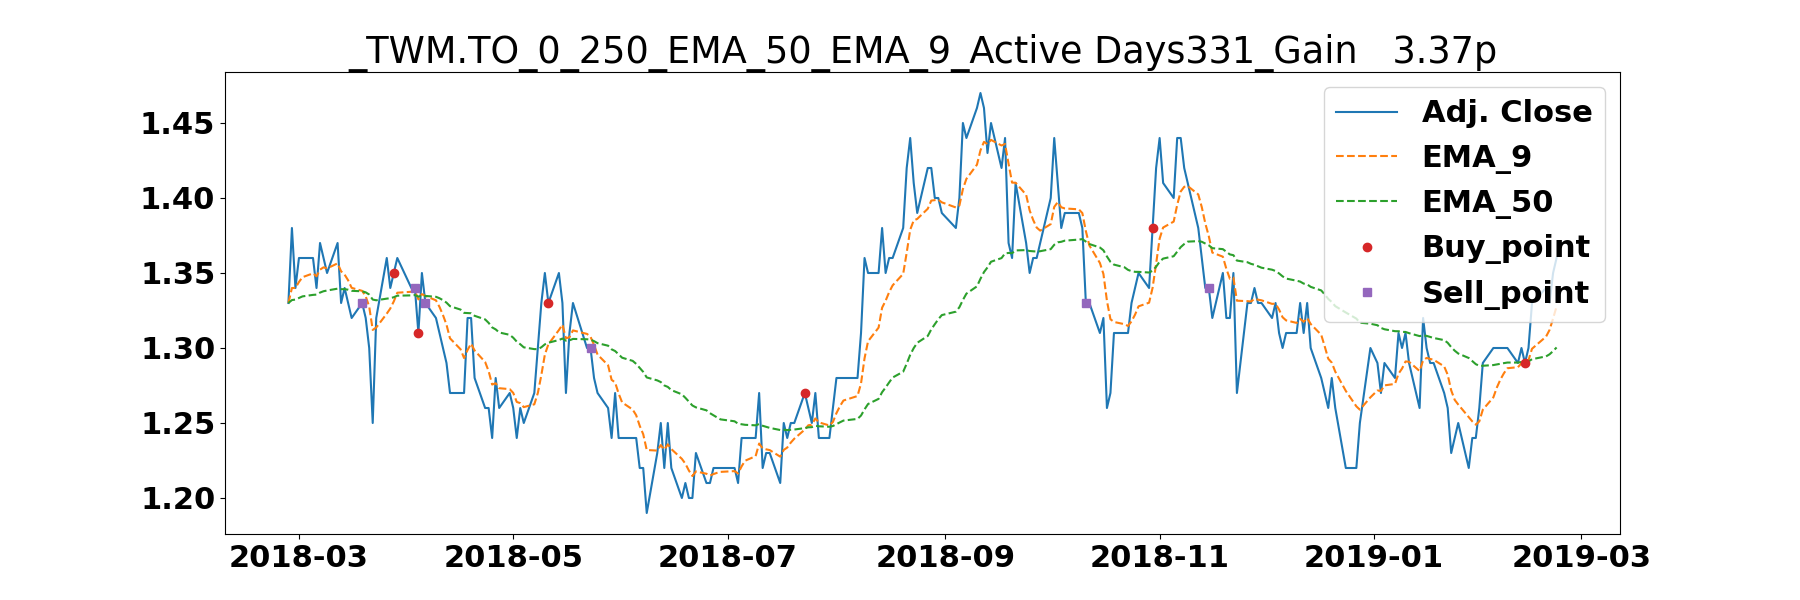 _TWM.TO_0_250_EMA_50_EMA_9_Active Days331_Gain   3.37p
Adj. Close
EMA_9
EMA_50
Buy_point
Sell_point
1.45
1.40
1.35
1.30
1.25
1.20
2018-03 2018-05 2018-07 2018-09 2018-11 2019-01 2019-03